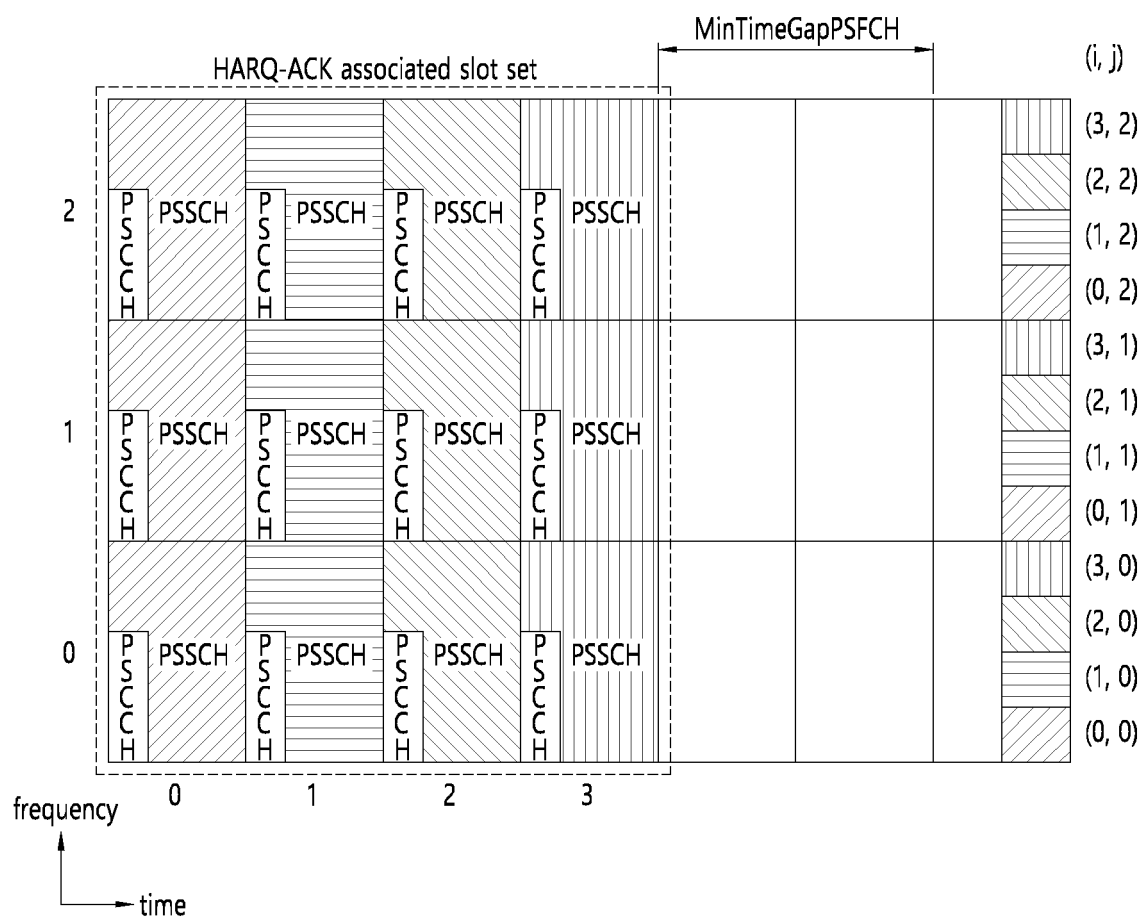 MinTimeGapPSFCH
HARQ-ACK associated slot set
(i, j)
2
PSCCH PSSCH PSCCH PSSCH PSCCH PSSCH PSCCH PSSCH
(3, 2)
(2, 2)
(1, 2)
(0, 2)
1
PSCCH PSSCH PSCCH PSSCH PSCCH PSSCH PSCCH PSSCH
(3, 1)
(2, 1)
(1, 1)
(0, 1)
0
PSCCH PSSCH PSCCH PSSCH PSCCH PSSCH PSCCH PSSCH
(3, 0)
(2, 0)
(1, 0)
(0, 0)
0 1 2 3
frequency
time